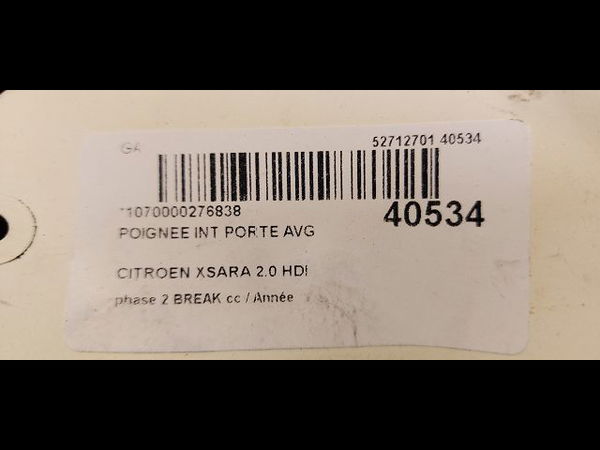 GA 52712701 40534
*1070000276838 40534
POIGNEE INT PORTE AVG
CITROEN XSARA 2.0 HDI
phase 2 BREAK cc / Année